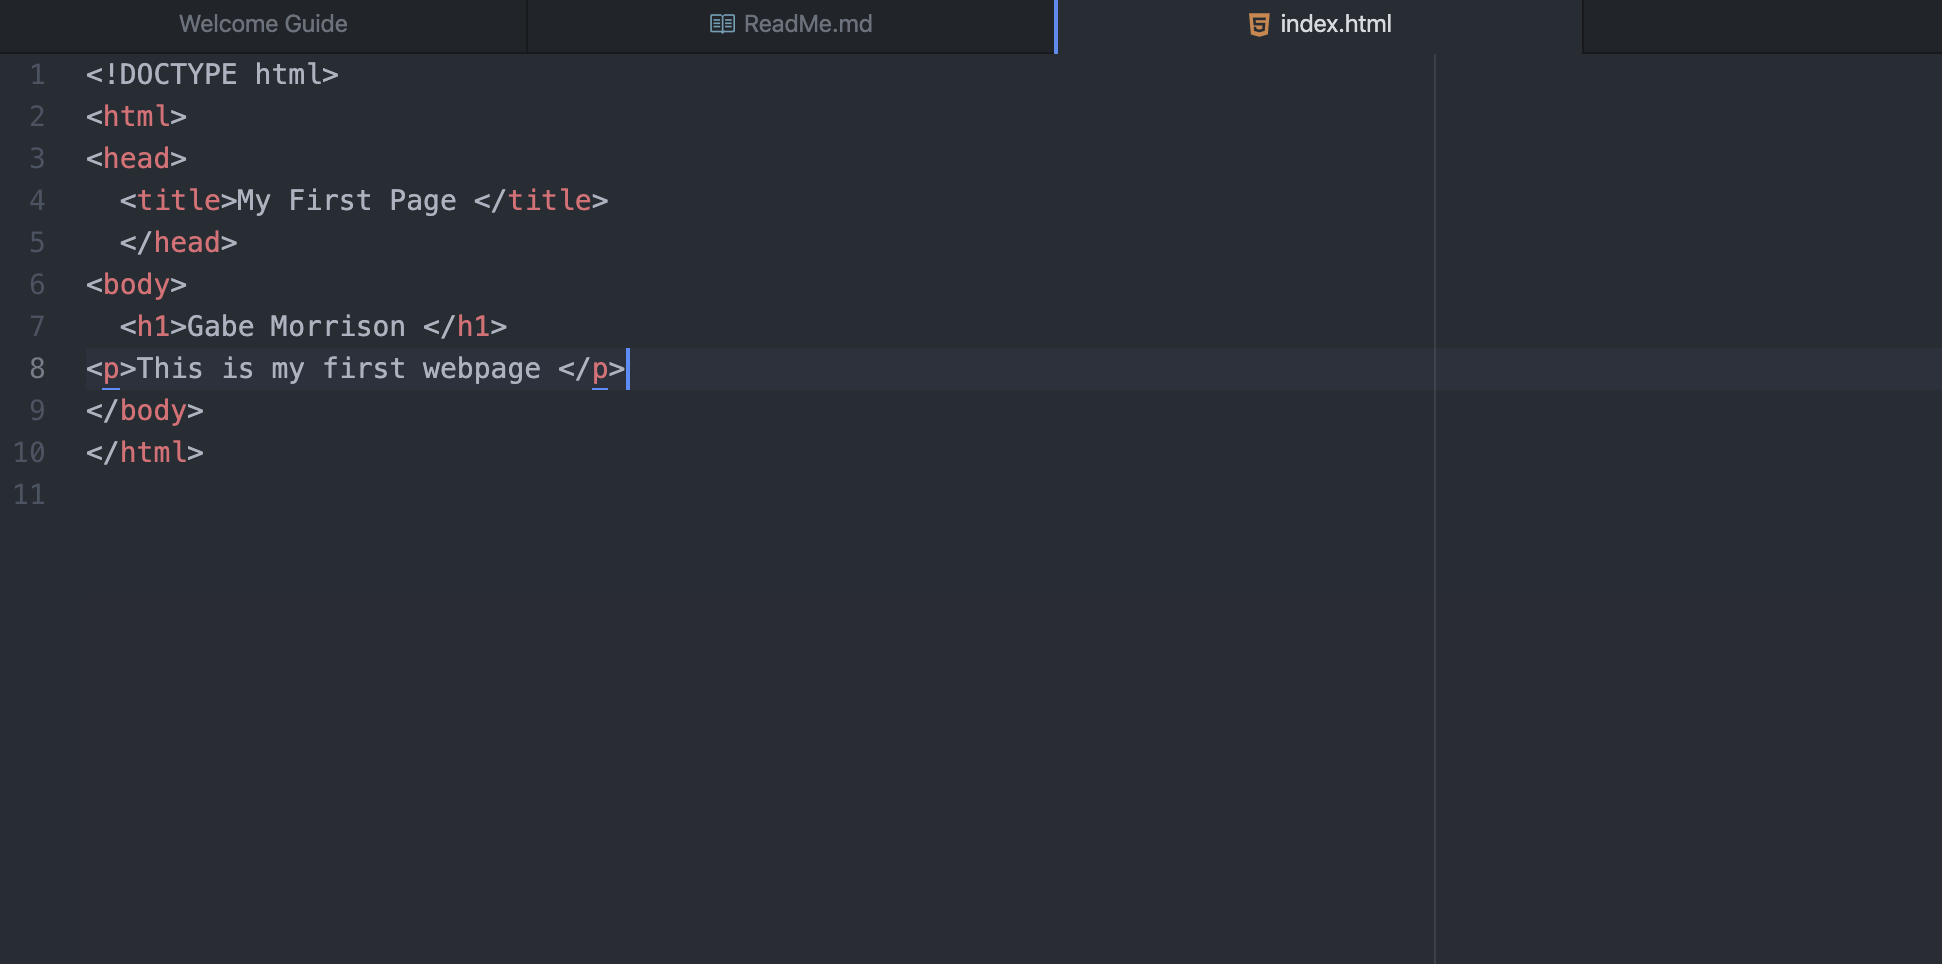 Welcome Guide
ReadMe.md
index.html
1 <!DOCTYPE html>
2 <html>
3 <head>
4   <title>My First Page </title>
5   </head>
6 <body>
7   <h1>Gabe Morrison </h1>
8 <p>This is my first webpage </p>
9 </body>
10 </html>
11